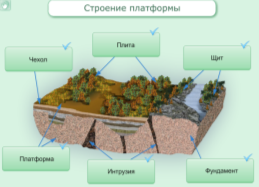 Строение платформы
Плита
Чехол
Щит
Платформа
Интрузия
Фундамент